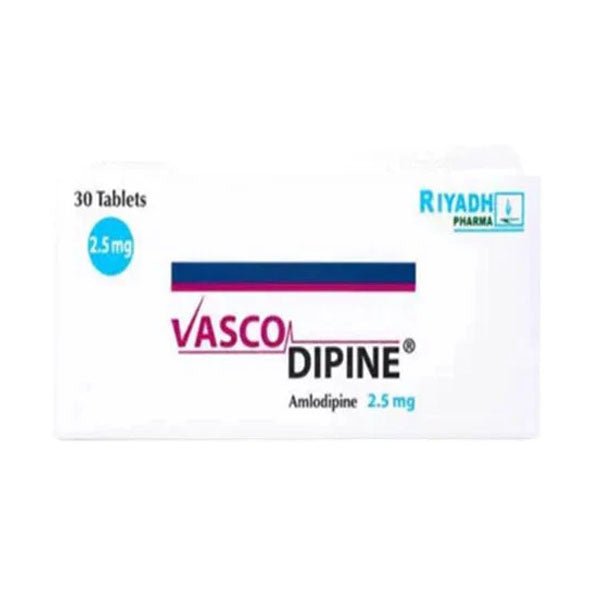 30 Tablets
2.5 mg
RIYADH
PHARMA
VASCO
DIPINE®
Amlodipine 2.5 mg